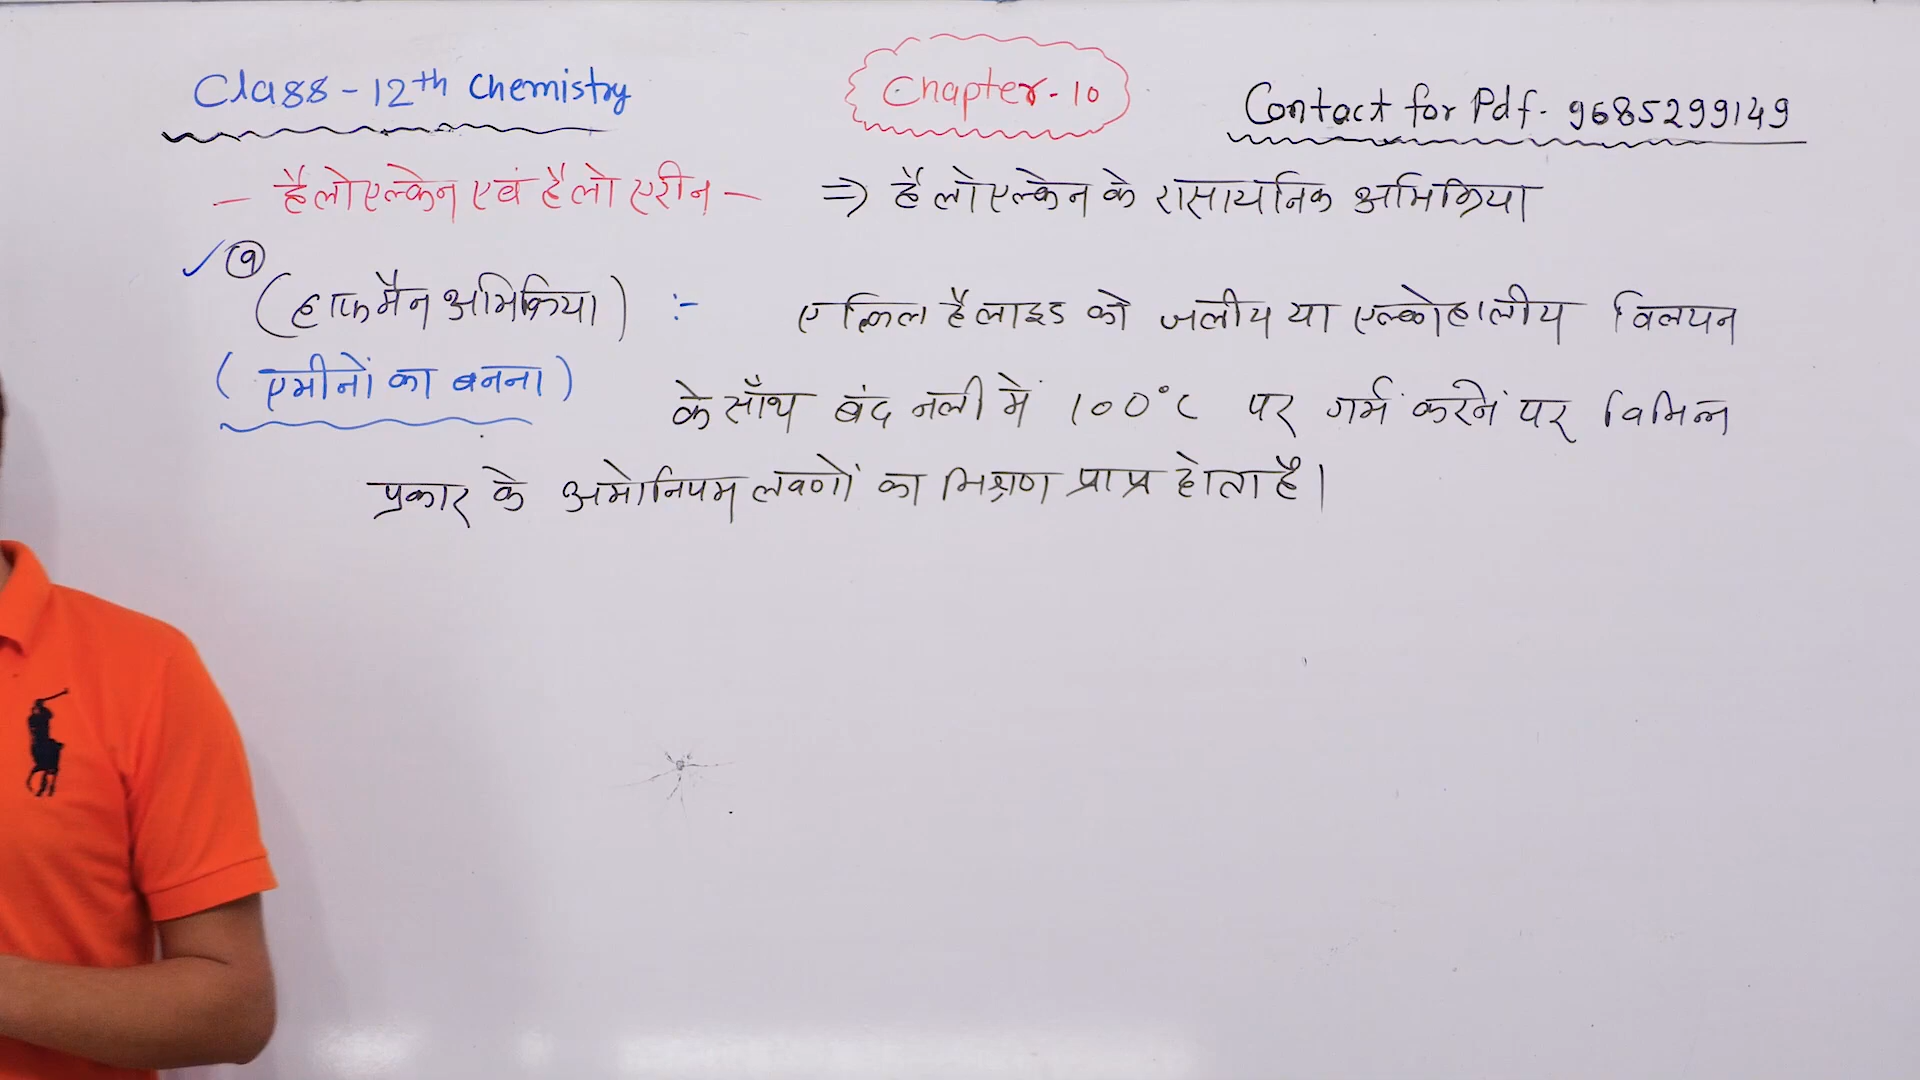 Class - 12th Chemistry
Chapter - 10
Contact for Pdf - 9685299149
- हैलोएल्केन एवं हैलोएरीन - ⇒ हैलोएल्केन के रासायनिक अभिक्रिया
✓ ① (हाफमैन अभिक्रिया) :- एल्किल हैलाइड को जलीय या एल्कोहालीय विलयन
(एमीनों का बनना) के साँथ बंद नली में 100°C पर गर्म करनें पर विभिन्न
प्रकार के अमोनियम लवणों का मिश्रण प्राप्त होता है।